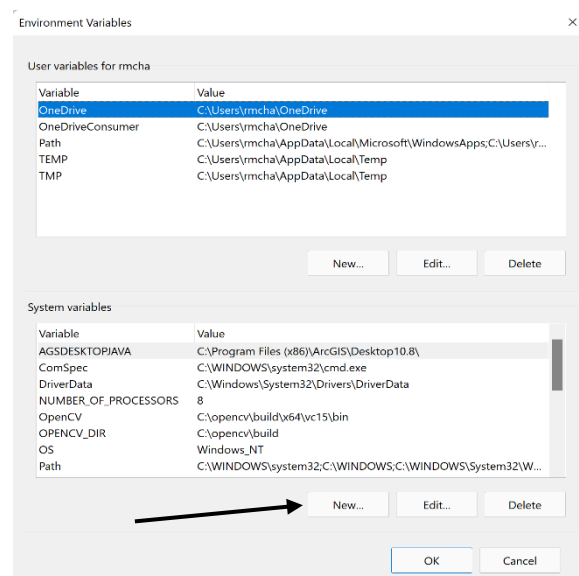 Environment Variables
User variables for rmcha
Variable Value
OneDrive C:\Users\rmcha\OneDrive
OneDriveConsumer C:\Users\rmcha\OneDrive
Path C:\Users\rmcha\AppData\Local\Microsoft\WindowsApps;C:\Users\r...
TEMP C:\Users\rmcha\AppData\Local\Temp
TMP C:\Users\rmcha\AppData\Local\Temp
New... Edit... Delete
System variables
Variable Value
AGSDESKTOPJAVA C:\Program Files (x86)\ArcGIS\Desktop10.8\
ComSpec C:\WINDOWS\system32\cmd.exe
DriverData C:\Windows\System32\Drivers\DriverData
NUMBER_OF_PROCESSORS 8
OpenCV C:\opencv\build\x64\vc15\bin
OPENCV_DIR C:\opencv\build
OS Windows_NT
Path C:\WINDOWS\system32;C:\WINDOWS;C:\WINDOWS\System32\W...
New... Edit... Delete
OK Cancel